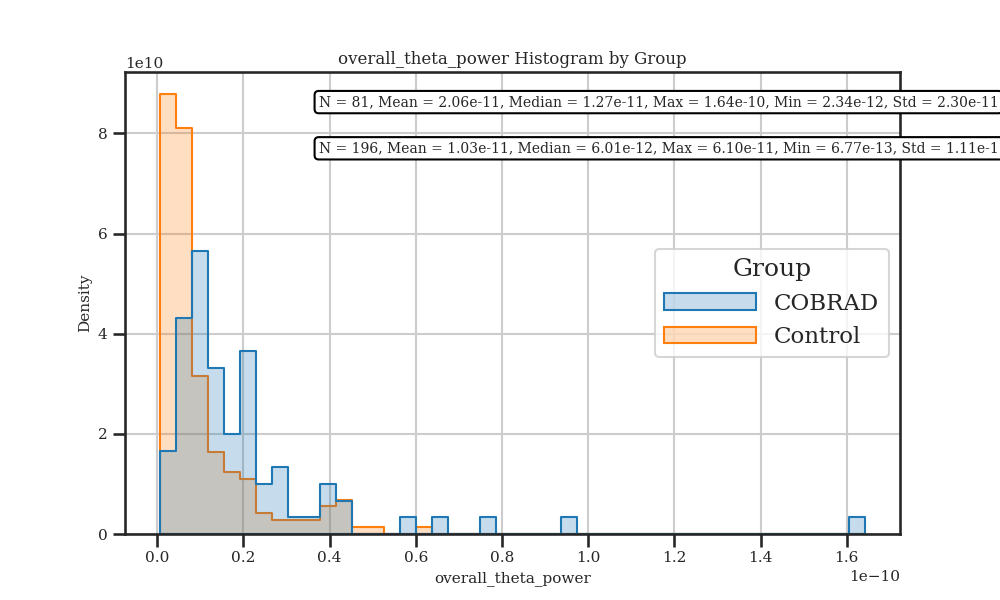 overall_theta_power Histogram by Group
1e10
N = 81, Mean = 2.06e-11, Median = 1.27e-11, Max = 1.64e-10, Min = 2.34e-12, Std = 2.30e-11
N = 196, Mean = 1.03e-11, Median = 6.01e-12, Max = 6.10e-11, Min = 6.77e-13, Std = 1.11e-1
8
6
4
2
0
Density
Group
COBRAD
Control
0.0 0.2 0.4 0.6 0.8 1.0 1.2 1.4 1.6
1e−10
overall_theta_power